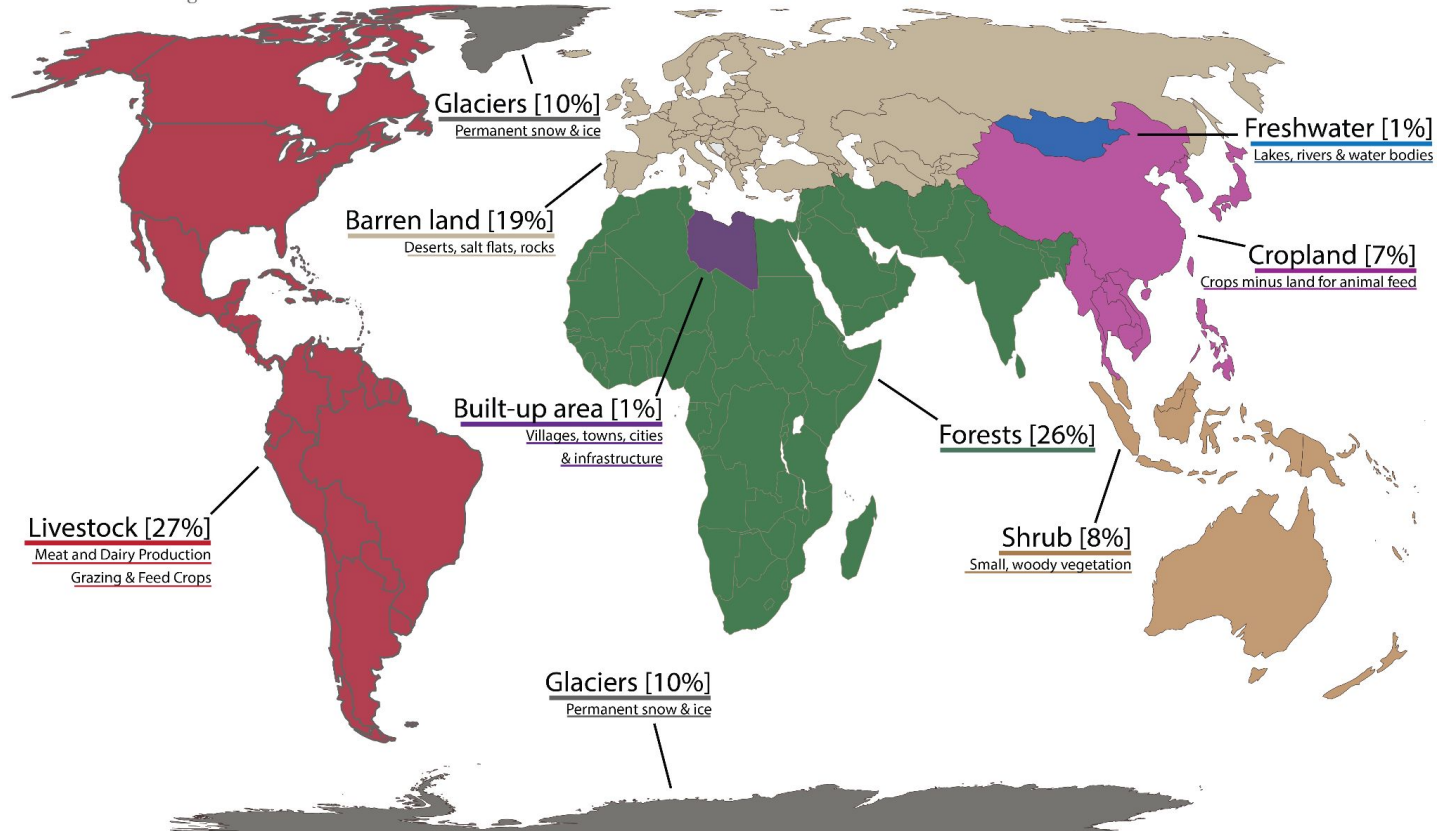 Glaciers [10%]
Permanent snow & ice
Freshwater [1%]
Lakes, rivers & water bodies
Barren land [19%]
Deserts, salt flats, rocks
Cropland [7%]
Crops minus land for animal feed
Built-up area [1%]
Villages, towns, cities
& infrastructure
Forests [26%]
Livestock [27%]
Meat and Dairy Production
Grazing & Feed Crops
Shrub [8%]
Small, woody vegetation
Glaciers [10%]
Permanent snow & ice